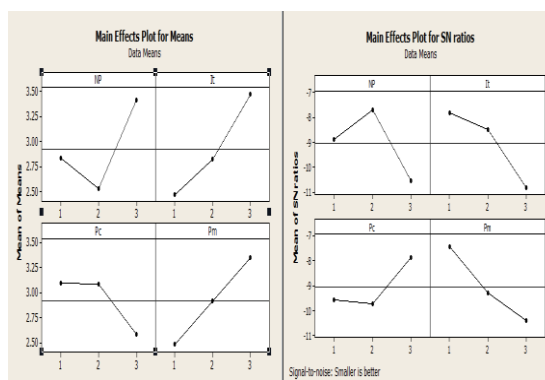 Main Effects Plot for Means
Data Means
NP It
3.50
3.25
3.00
2.75
2.50
1 2 3 1 2 3
Pc Pm
3.50
3.25
3.00
2.75
2.50
1 2 3 1 2 3
Mean of Means
Main Effects Plot for SN ratios
Data Means
NP It
-7
-8
-9
-10
-11
1 2 3 1 2 3
Pc Pm
-7
-8
-9
-10
-11
1 2 3 1 2 3
Mean of SN ratios
Signal-to-noise: Smaller is better